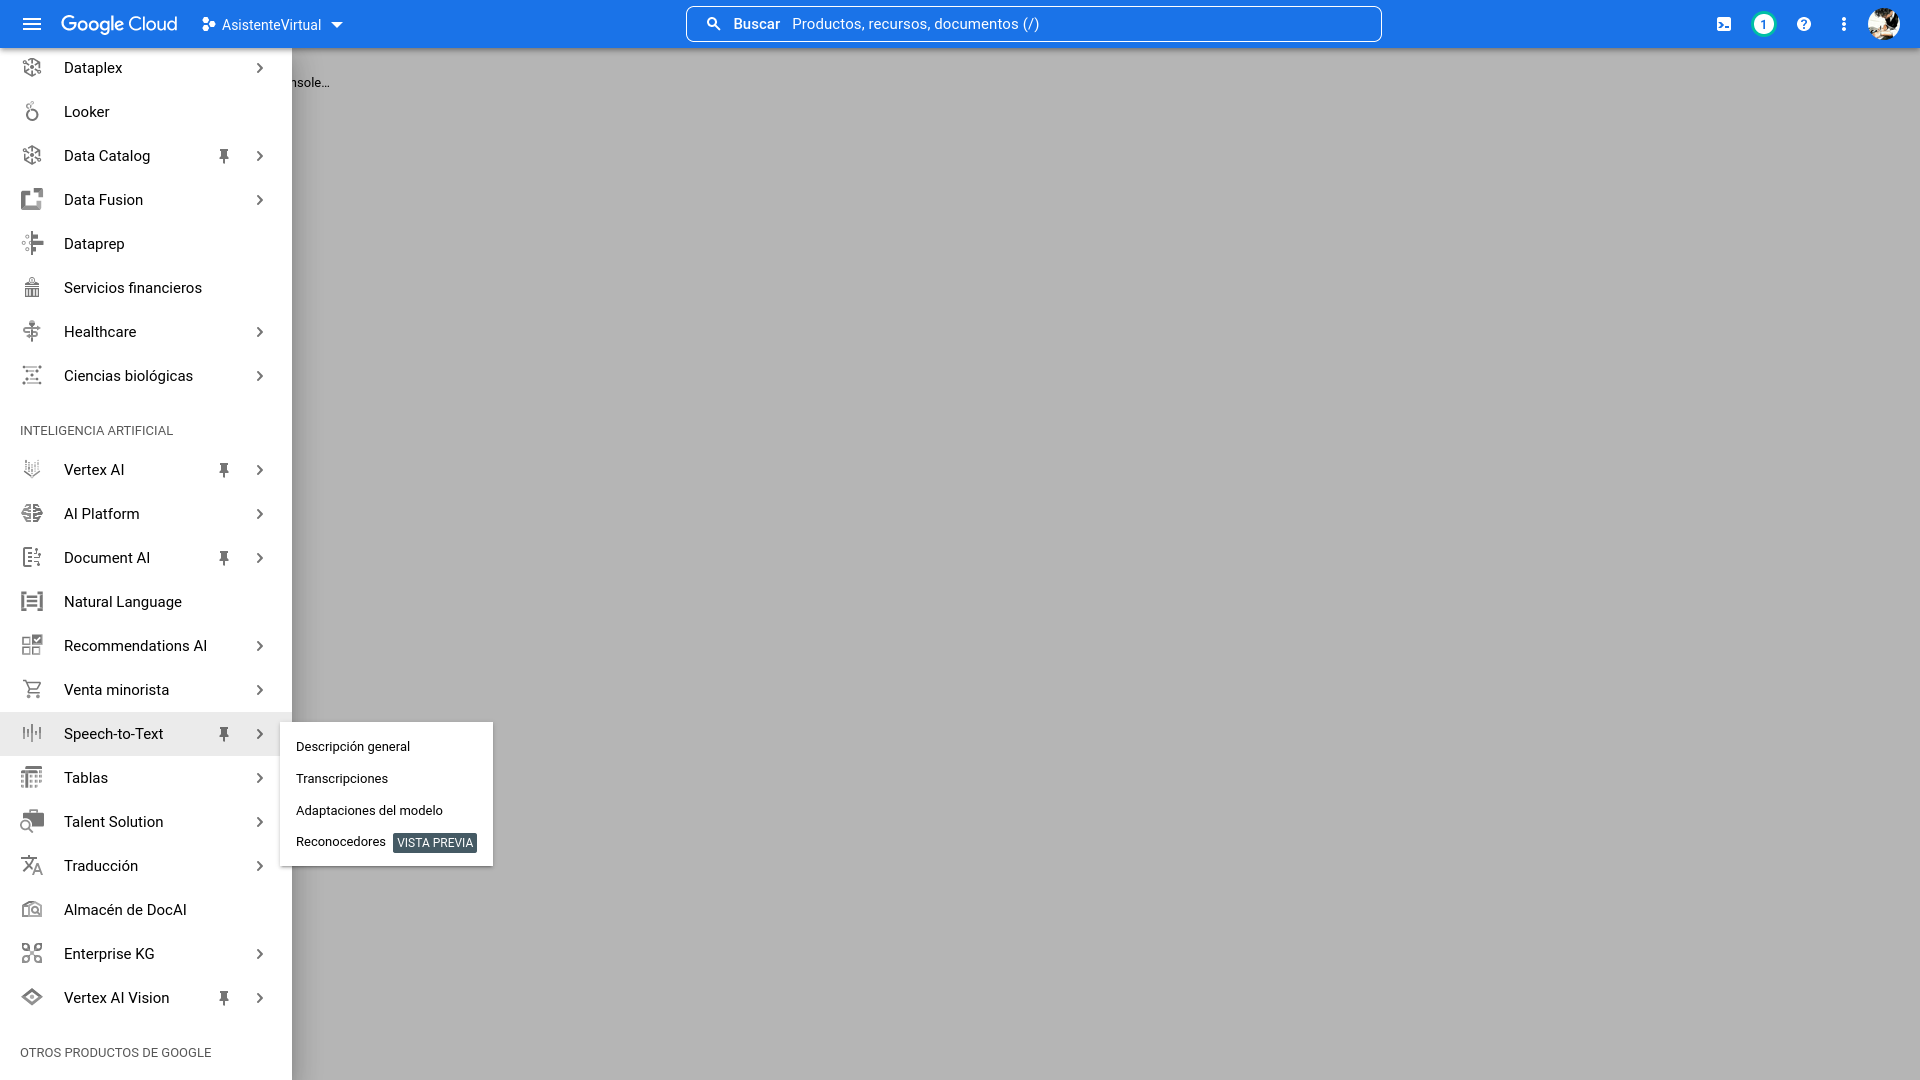 Google Cloud
AsistenteVirtual
Buscar Productos, recursos, documentos (/)
1
nsole...
Dataplex
Looker
Data Catalog
Data Fusion
Dataprep
Servicios financieros
Healthcare
Ciencias biológicas
INTELIGENCIA ARTIFICIAL
Vertex AI
AI Platform
Document AI
Natural Language
Recommendations AI
Venta minorista
Speech-to-Text
Descripción general
Transcripciones
Adaptaciones del modelo
Reconocedores VISTA PREVIA
Tablas
Talent Solution
Traducción
Almacén de DocAI
Enterprise KG
Vertex AI Vision
OTROS PRODUCTOS DE GOOGLE